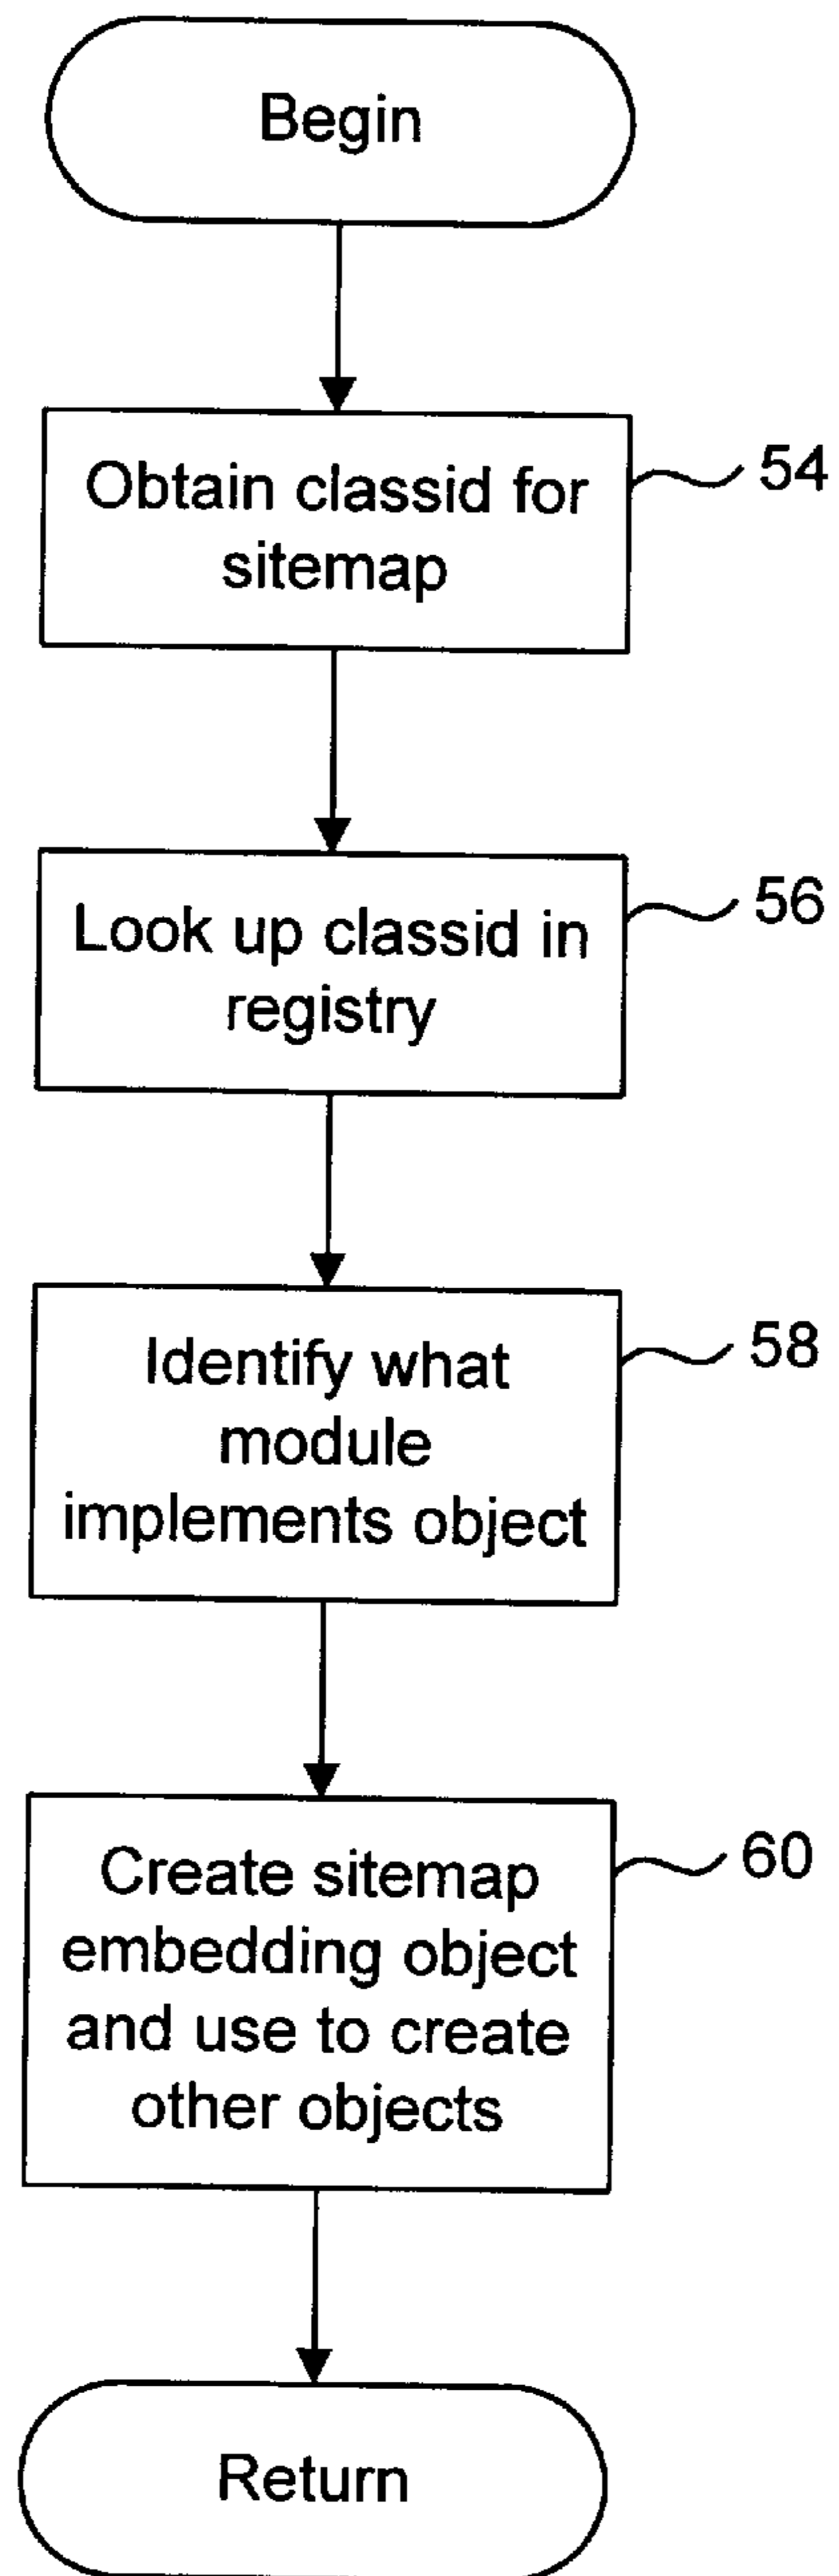 Begin
Obtain classid for
sitemap
54
Look up classid in
registry
56
Identify what
module
implements object
58
Create sitemap
embedding object
and use to create
other objects
60
Return